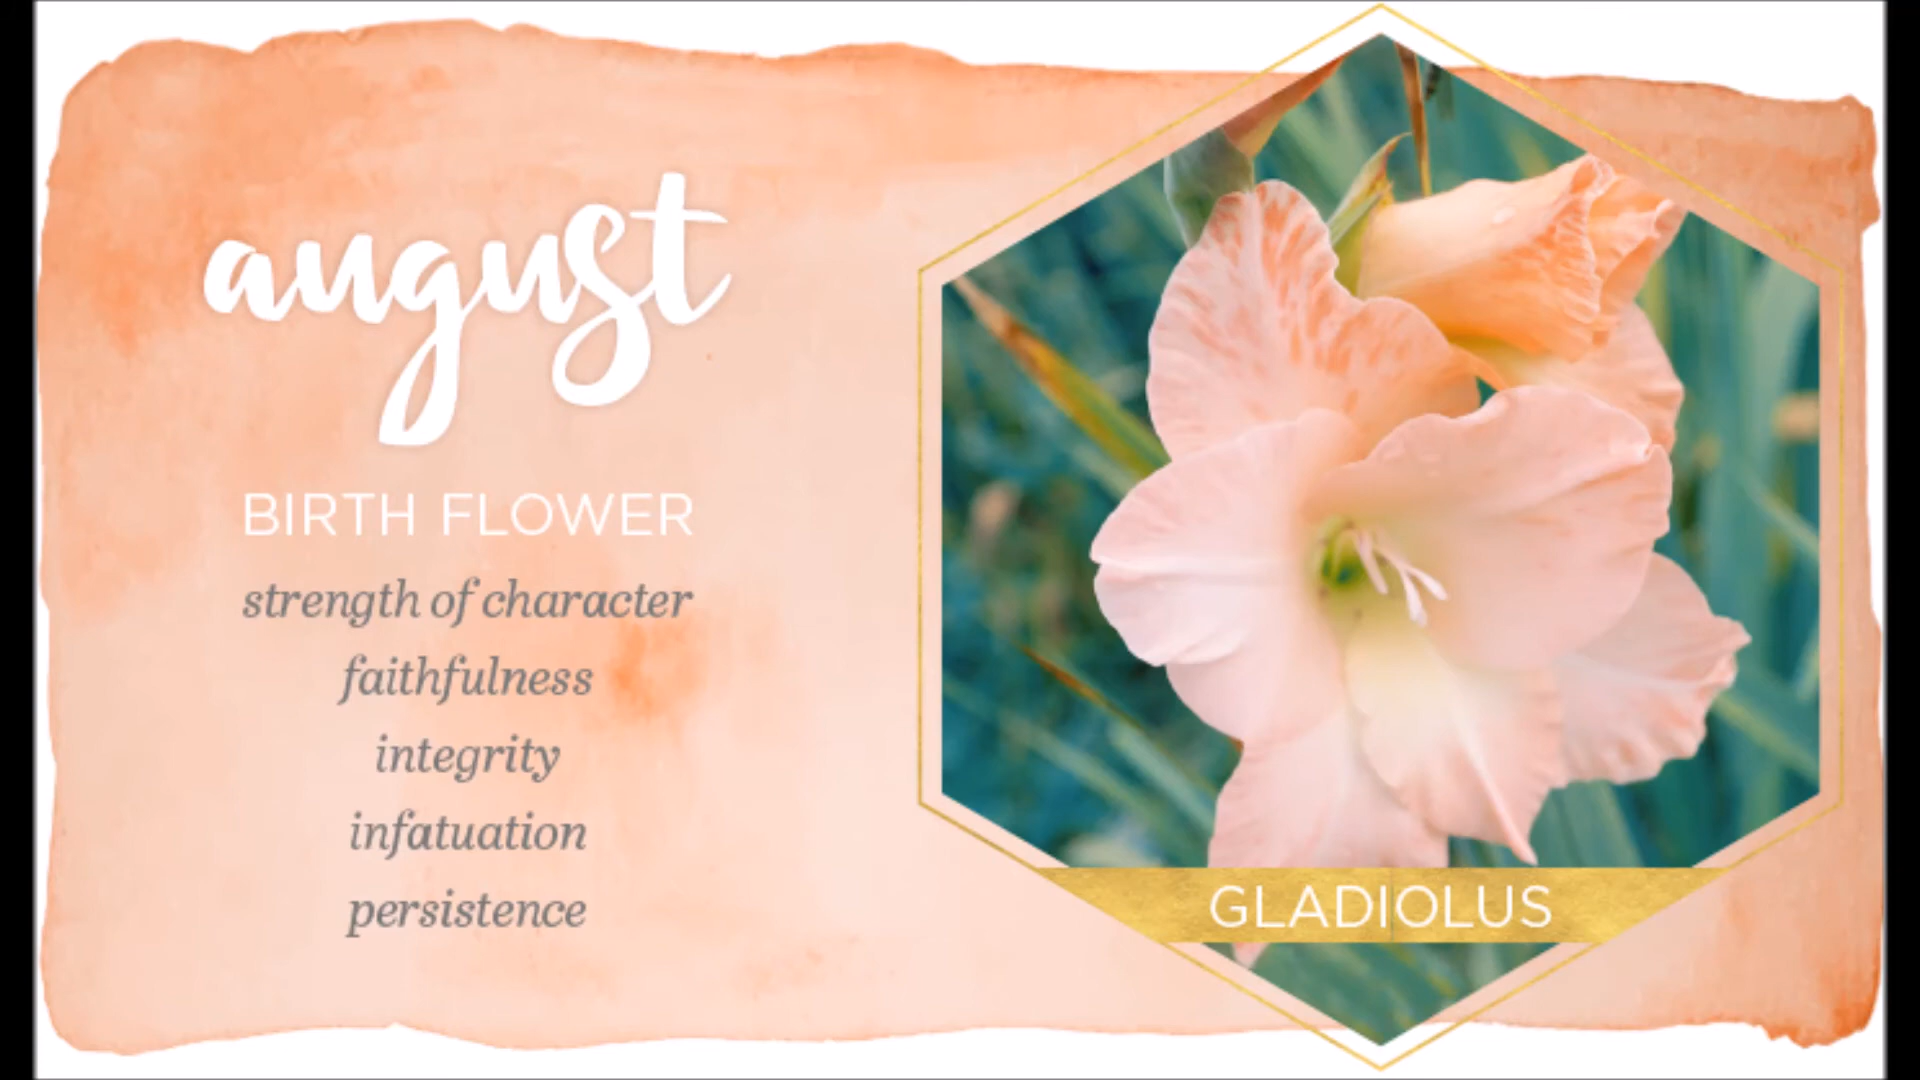 august
BIRTH FLOWER
strength of character
faithfulness
integrity
infatuation
persistence
GLADIOLUS